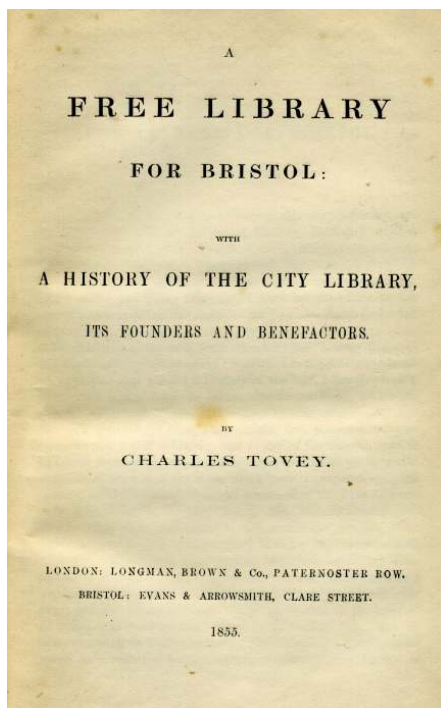 A
FREE LIBRARY
FOR BRISTOL:
WITH
A HISTORY OF THE CITY LIBRARY,
ITS FOUNDERS AND BENEFACTORS.
BY
CHARLES TOVEY.
LONDON: LONGMAN, BROWN & Co., PATERNOSTER ROW.
BRISTOL: EVANS & ARROWSMITH, CLARE STREET.
1855.